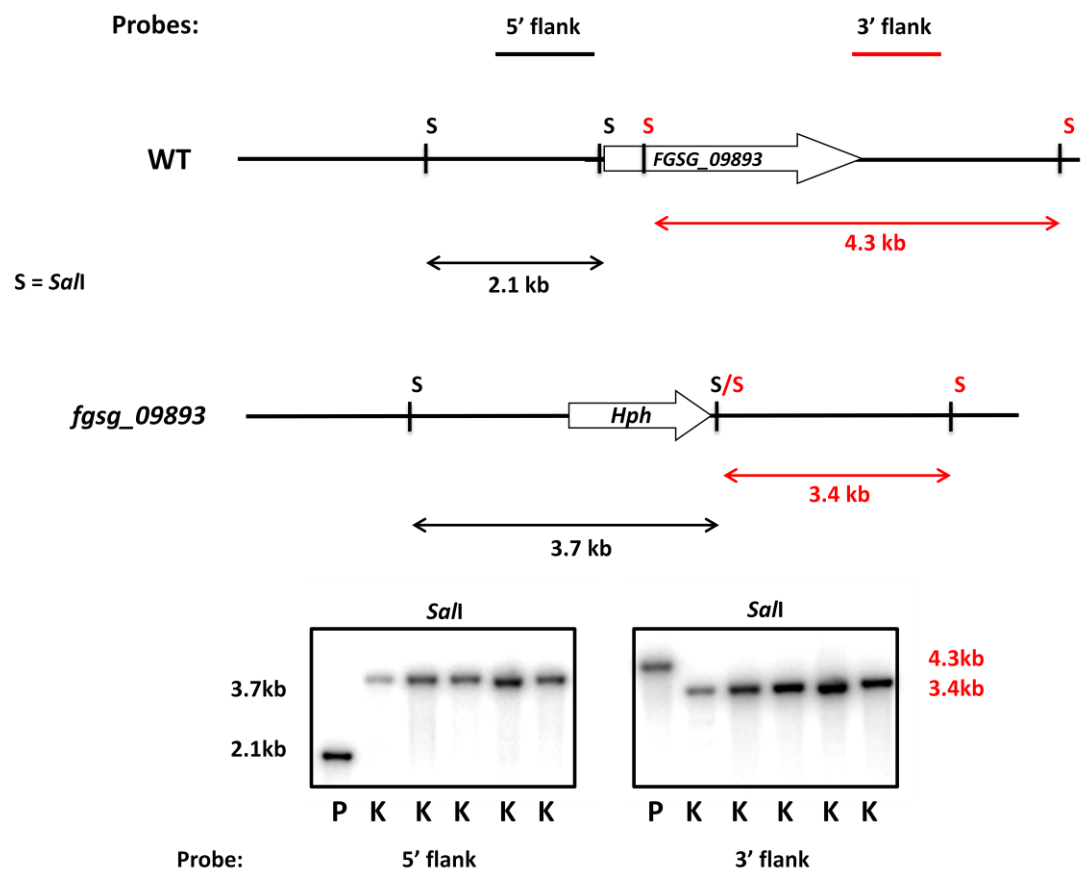 Probes: 5’ flank 3’ flank
S S S S
WT FGSG_09893
4.3 kb
2.1 kb
S = SalI
S S/S S
fgsg_09893 Hph
3.4 kb
3.7 kb
SalI SalI
4.3kb
3.7kb 3.4kb
2.1kb
P K K K K K P K K K K K
Probe: 5’ flank 3’ flank